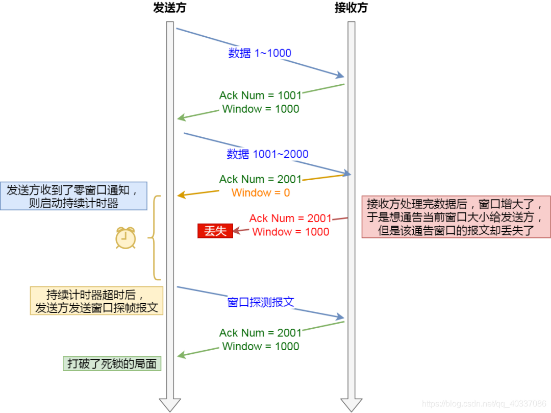 发送方
接收方
数据 1~1000
Ack Num = 1001
Window = 1000
数据 1001~2000
Ack Num = 2001
Window = 0
发送方收到了零窗口通知，
则启动持续计时器
接收方处理完数据后，窗口增大了，
于是想通告当前窗口大小给发送方，
但是该通告窗口的报文却丢失了
Ack Num = 2001
Window = 1000
丢失
持续计时器超时后，
发送方发送窗口探帧报文
窗口探测报文
Ack Num = 2001
Window = 1000
打破了死锁的局面